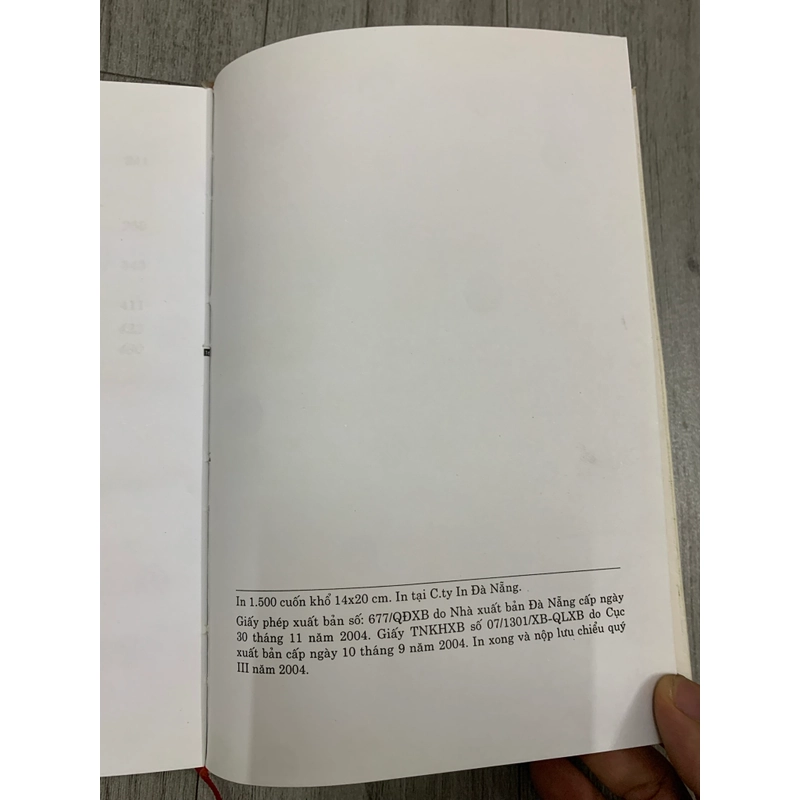 In 1.500 cuốn khổ 14x20 cm. In tại C.ty In Đà Nẵng.
Giấy phép xuất bản số: 677/QĐXB do Nhà xuất bản Đà Nẵng cấp ngày
30 tháng 11 năm 2004. Giấy TNKHXB số 07/1301/XB-QLXB do Cục
xuất bản cấp ngày 10 tháng 9 năm 2004. In xong và nộp lưu chiểu quý
III năm 2004.